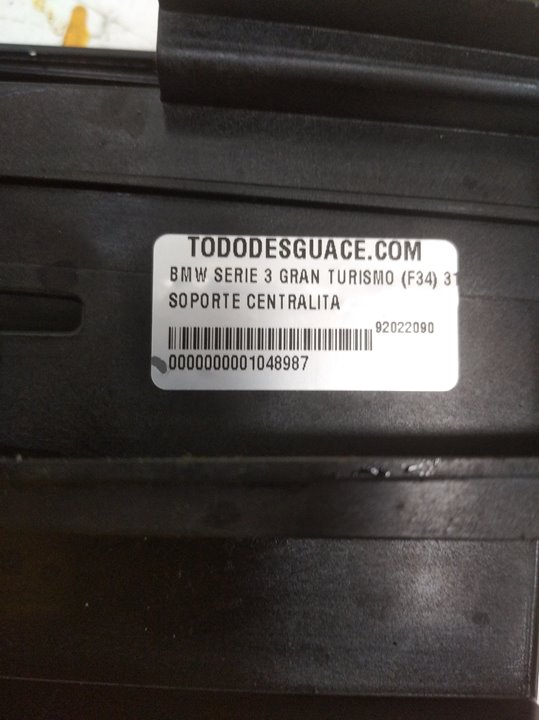 TODODESGUACE.COM
BMW SERIE 3 GRAN TURISMO (F34) 31
SOPORTE CENTRALITA
92022090
0000000001048987